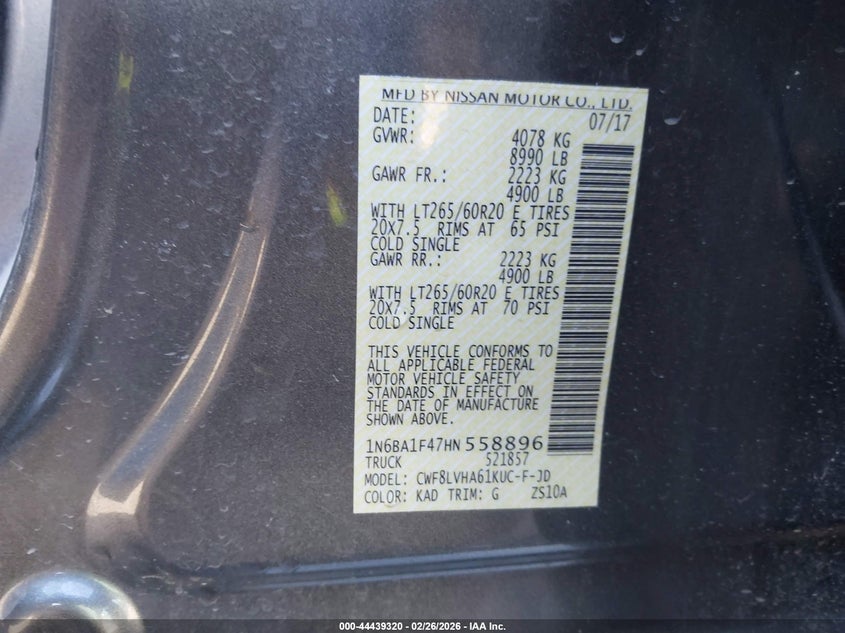 MFD BY NISSAN MOTOR CO., LTD.
DATE: 07/17
GVWR: 4078 KG
8990 LB
GAWR FR.: 2223 KG
4900 LB
WITH LT265/60R20 E TIRES
20X7.5 RIMS AT 65 PSI
COLD SINGLE
GAWR RR.: 2223 KG
4900 LB
WITH LT265/60R20 E TIRES
20X7.5 RIMS AT 70 PSI
COLD SINGLE
THIS VEHICLE CONFORMS TO
ALL APPLICABLE FEDERAL
MOTOR VEHICLE SAFETY
STANDARDS IN EFFECT ON
THE DATE OF MANUFACTURE
SHOWN ABOVE.
1N6BA1F47HN558896
TRUCK 521857
MODEL: CWF8LVHA61KUC-F-JD
COLOR: KAD TRIM: G ZS10A
000-44439320 - 02/26/2026 - IAA Inc.